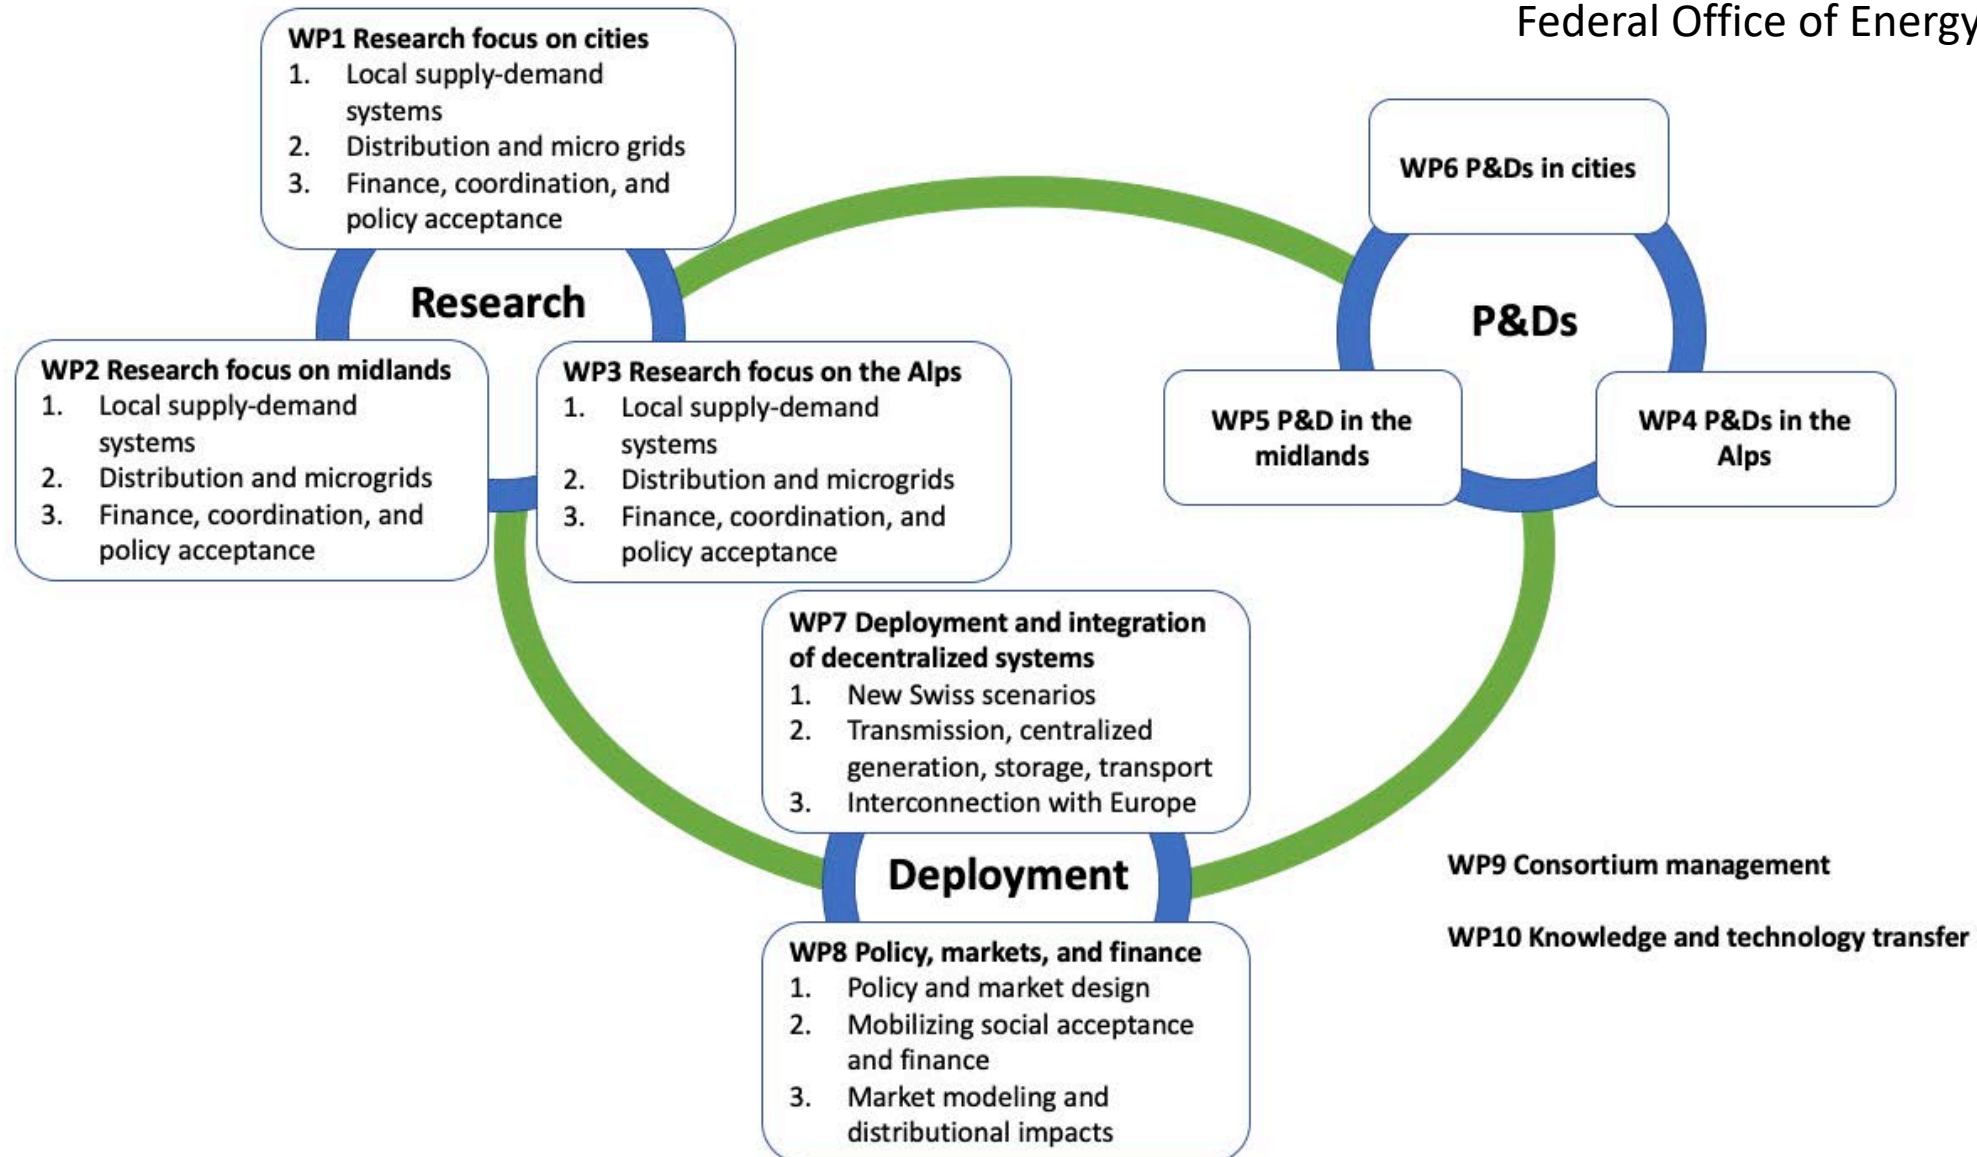 Federal Office of Energy
WP1 Research focus on cities
1. Local supply-demand
systems
2. Distribution and micro grids
3. Finance, coordination, and
policy acceptance
Research
WP2 Research focus on midlands
1. Local supply-demand
systems
2. Distribution and microgrids
3. Finance, coordination, and
policy acceptance
WP3 Research focus on the Alps
1. Local supply-demand
systems
2. Distribution and microgrids
3. Finance, coordination, and
policy acceptance
WP6 P&Ds in cities
P&Ds
WP5 P&D in the
midlands
WP4 P&Ds in the
Alps
WP7 Deployment and integration
of decentralized systems
1. New Swiss scenarios
2. Transmission, centralized
generation, storage, transport
3. Interconnection with Europe
Deployment
WP8 Policy, markets, and finance
1. Policy and market design
2. Mobilizing social acceptance
and finance
3. Market modeling and
distributional impacts
WP9 Consortium management
WP10 Knowledge and technology transfer